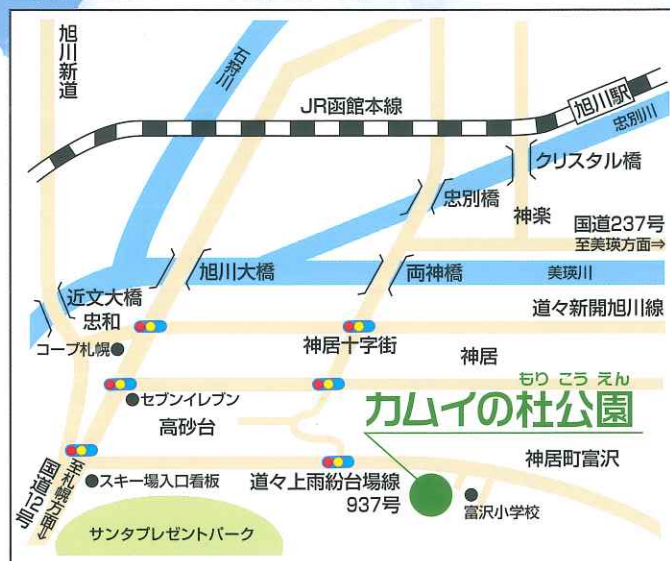 旭川新道
石狩川
JR函館本線
旭川駅
忠別川
クリスタル橋
忠別橋
神楽
国道237号
至美瑛方面⇒
旭川大橋
両神橋
美瑛川
近文大橋
忠和
道々新開旭川線
コープ札幌
神居十字街
神居
セブンイレブン
高砂台
もり こう えん
カムイの杜公園
神居町富沢
至札幌方面⇒
国道12号
スキー場入口看板
道々上雨紛台場線
937号
富沢小学校
サンタプレゼントパーク